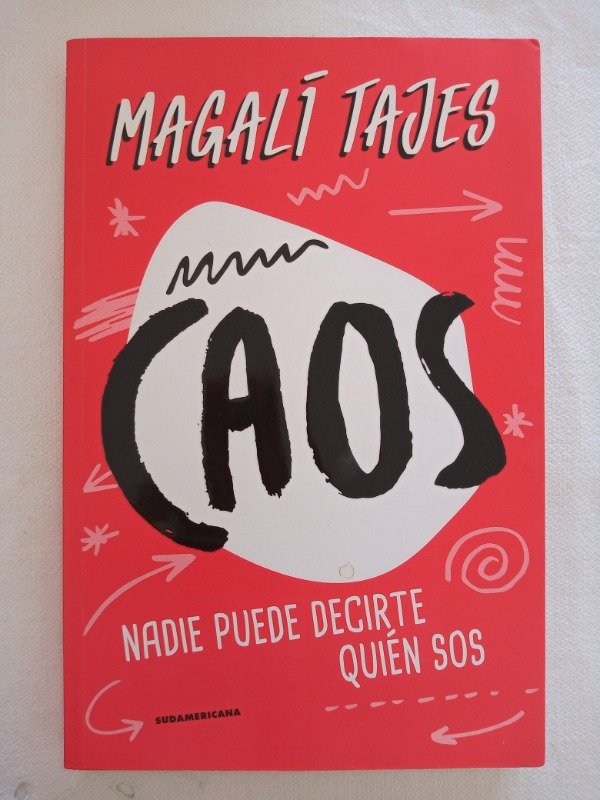 MAGALÍ TAJES
CAOS
NADIE PUEDE DECIRTE
QUIÉN SOS
SUDAMERICANA